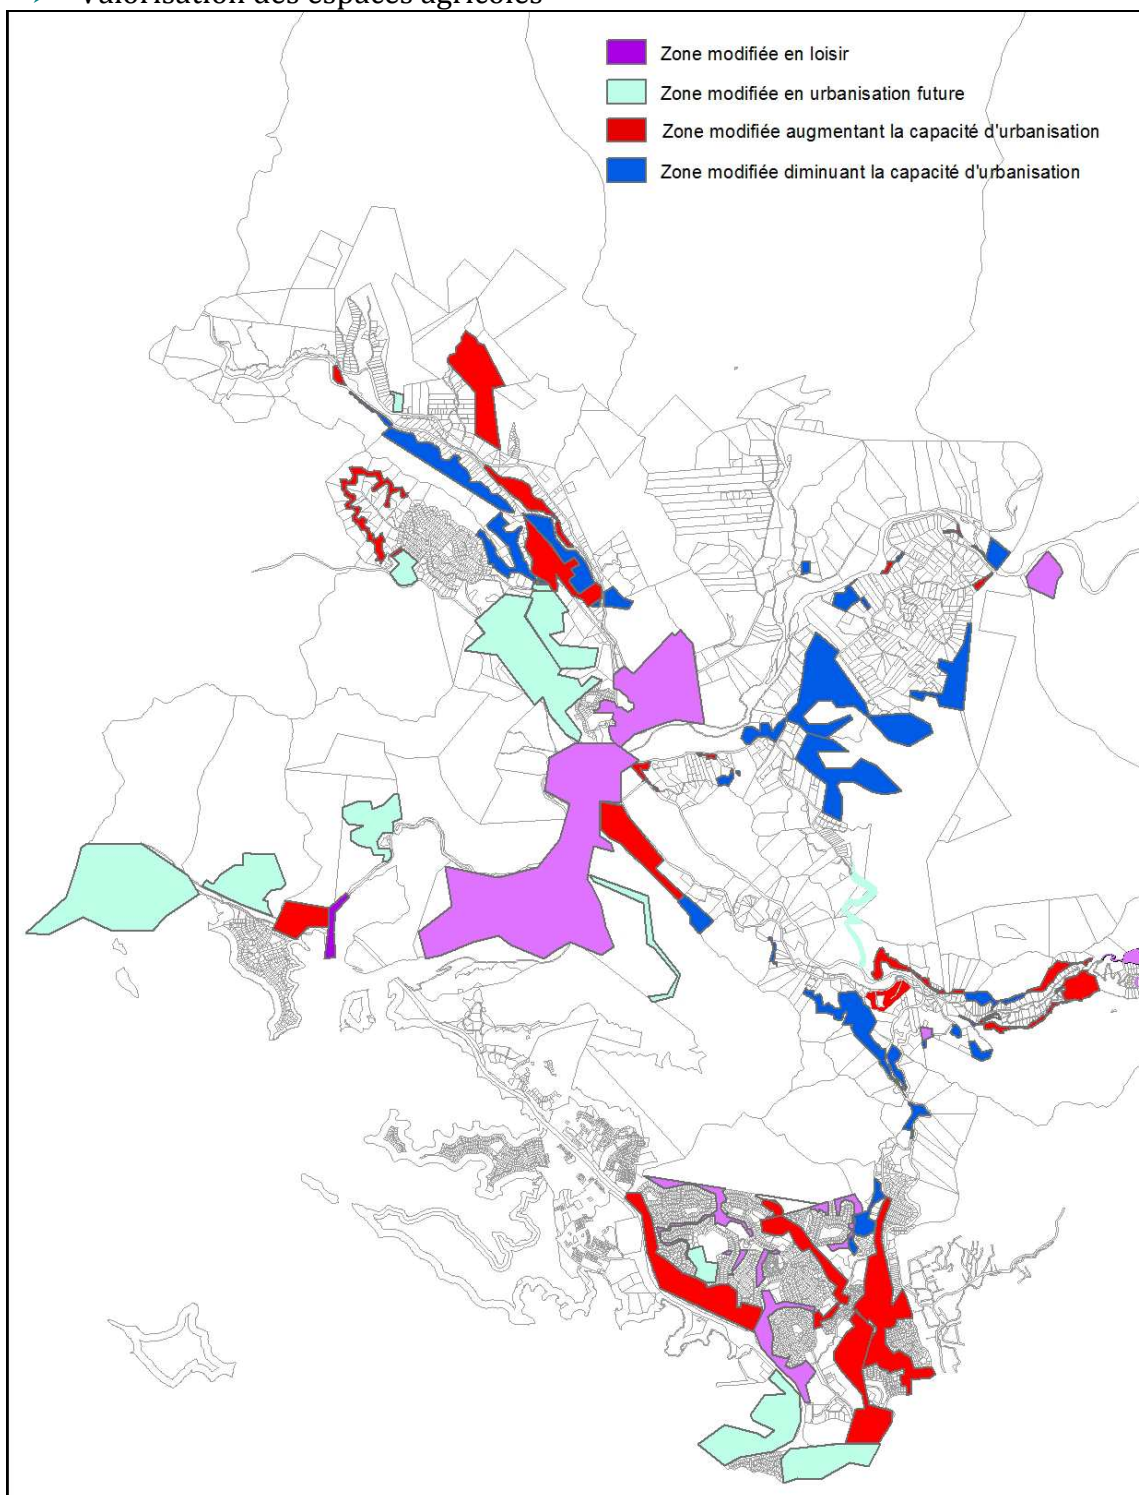 Valorisation des espaces agricoles
Zone modifiée en loisir
Zone modifiée en urbanisation future
Zone modifiée augmentant la capacité d'urbanisation
Zone modifiée diminuant la capacité d'urbanisation